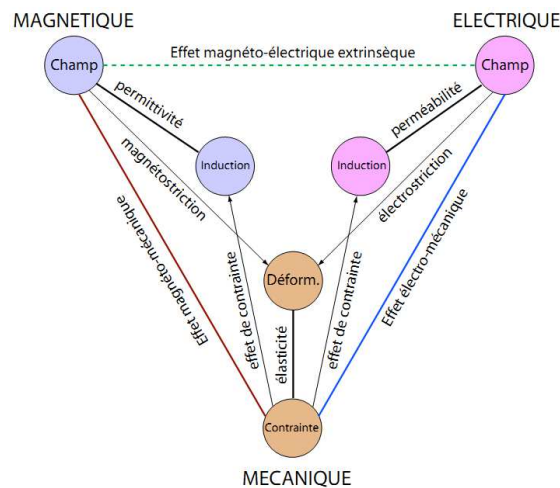 MAGNETIQUE
ELECTRIQUE
Effet magnéto-électrique extrinsèque
Champ
Champ
permittivité
perméabilité
magnétostriction
électrostriction
Induction
Induction
Effet magnéto-mécanique
effet de contrainte
Déform.
élasticité
effet de contrainte
Effet électro-mécanique
Contrainte
MECANIQUE